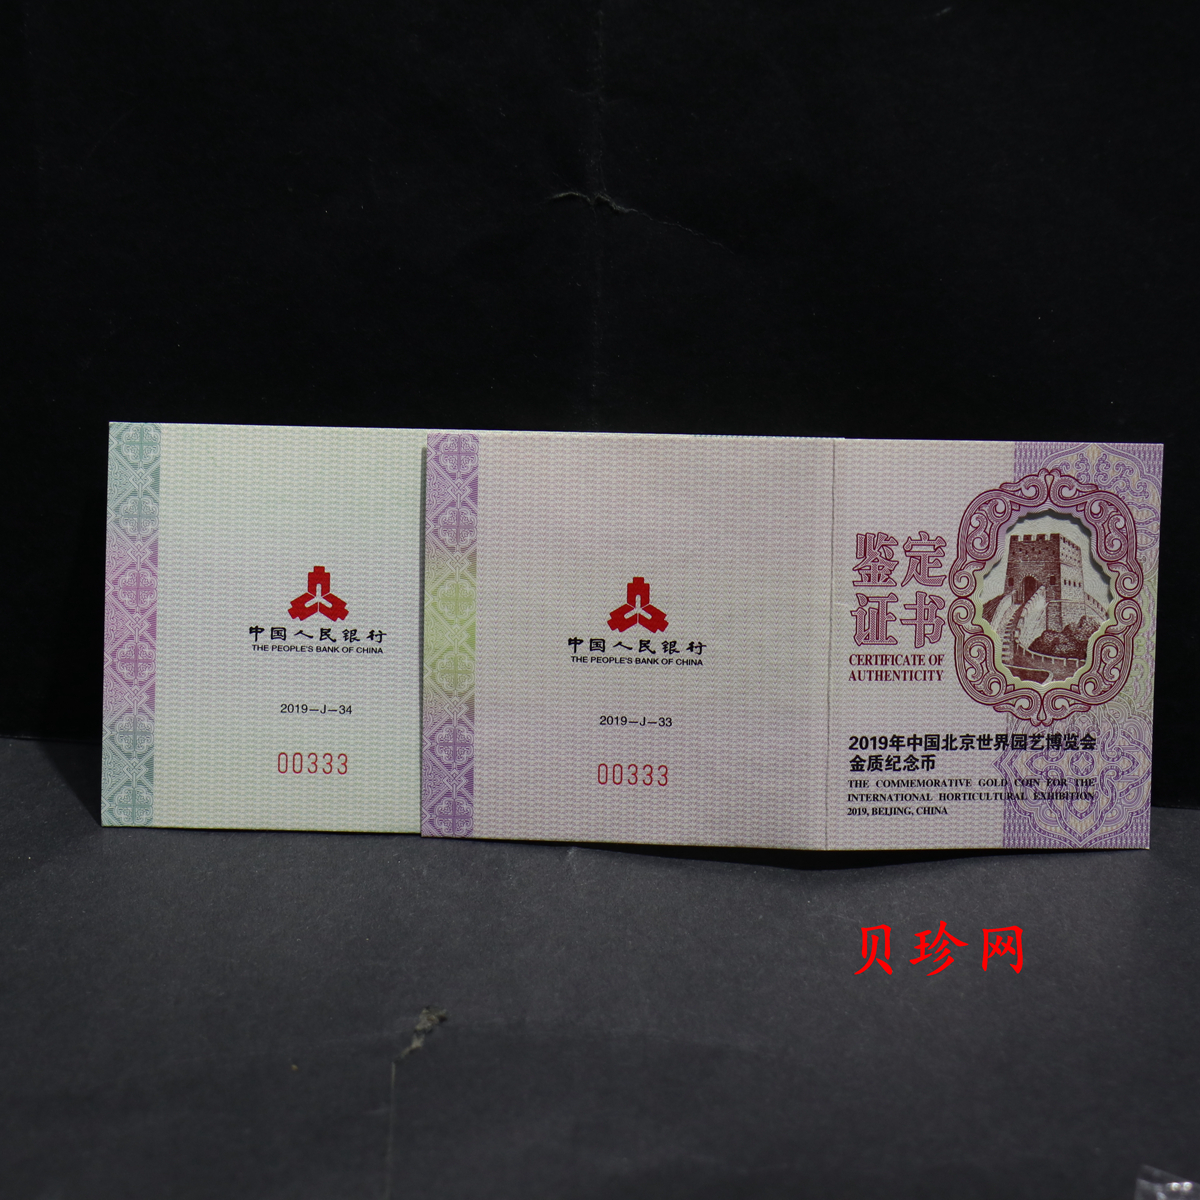 中国人民银行
THE PEOPLE'S BANK OF CHINA
2019-J-34
00333
中国人民银行
THE PEOPLE'S BANK OF CHINA
2019-J-33
00333
鉴定
证书
CERTIFICATE OF
AUTHENTICITY
2019年中国北京世界园艺博览会
金质纪念币
THE COMMEMORATIVE GOLD COIN FOR THE
INTERNATIONAL HORTICULTURAL EXHIBITION
2019, BEIJING, CHINA
贝珍网